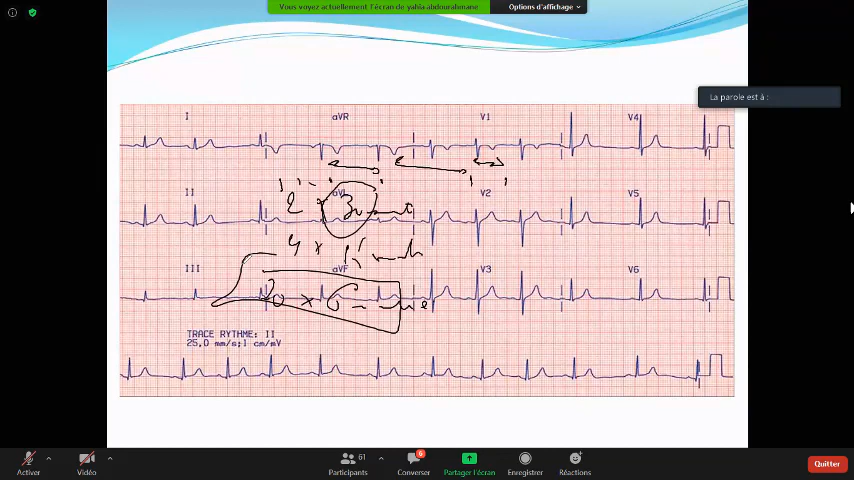 Vous voyez actuellement l'écran de yahia abdourahmane
Options d'affichage
La parole est à :
I
aVR
V1
V4
II
aVL
V2
V5
III
aVF
V3
V6
TRACE RYTHME: II
25,0 mm/s;1 cm/mV
Activer
Vidéo
61
Participants
6
Converser
Partager l'écran
Enregistrer
Réactions
Quitter